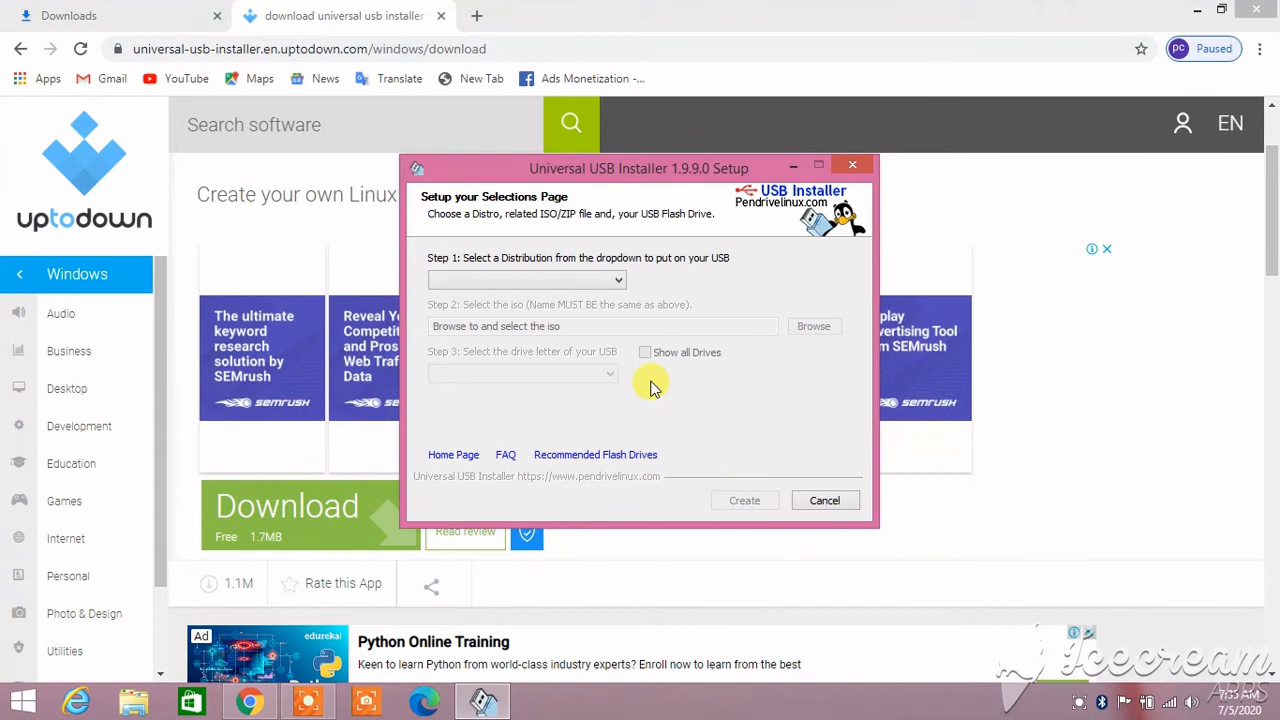 Downloads
download universal usb installer
universal-usb-installer.en.uptodown.com/windows/download
pc Paused
Apps Gmail YouTube Maps News Translate New Tab Ads Monetization -...
Search software
EN
uptodown
Create your own Linux
Universal USB Installer 1.9.9.0 Setup
Setup your Selections Page
Choose a Distro, related ISO/ZIP file and, your USB Flash Drive.
USB Installer
Pendrivelinux.com
Step 1: Select a Distribution from the dropdown to put on your USB
Step 2: Select the iso (Name MUST BE the same as above).
Browse to and select the iso
Browse
Step 3: Select the drive letter of your USB
Show all Drives
Home Page FAQ Recommended Flash Drives
Universal USB Installer https://www.pendrivelinux.com
Create Cancel
Windows
Audio
Business
Desktop
Development
Education
Games
Internet
Personal
Photo & Design
Utilities
The ultimate
keyword
research
solution by
SEMrush
SEMRUSH
Reveal
Competit
and Pros
Web Traf
Data
SEMRUSH
play
vertising Tool
om SEMrush
SEMRUSH
Download
Free 1.7MB
Read review
1.1M
Rate this App
Ad
edureka!
Python Online Training
Keen to learn Python from world-class industry experts? Enroll now to learn from the best
Icecream
APPS
7:33 AM
7/5/2020